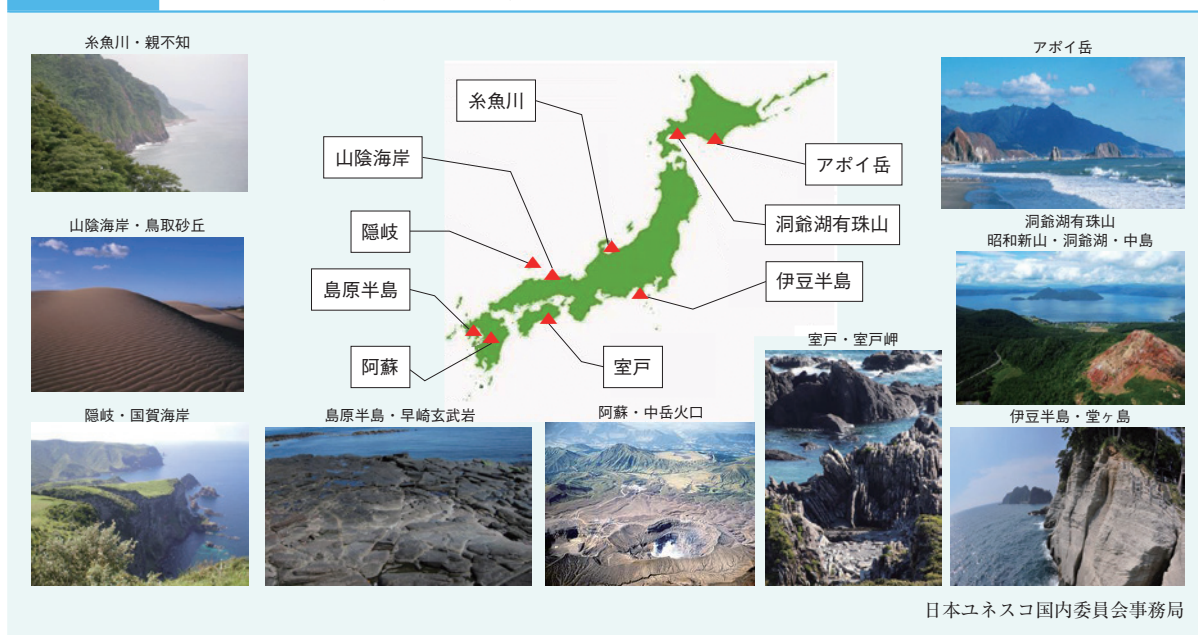 糸魚川・親不知
アポイ岳
糸魚川
山陰海岸
アポイ岳
山陰海岸・鳥取砂丘
隠岐
洞爺湖有珠山
洞爺湖有珠山
昭和新山・洞爺湖・中島
島原半島
伊豆半島
阿蘇
室戸
室戸・室戸岬
隠岐・国賀海岸
島原半島・早崎玄武岩
阿蘇・中岳火口
伊豆半島・堂ヶ島
日本ユネスコ国内委員会事務局